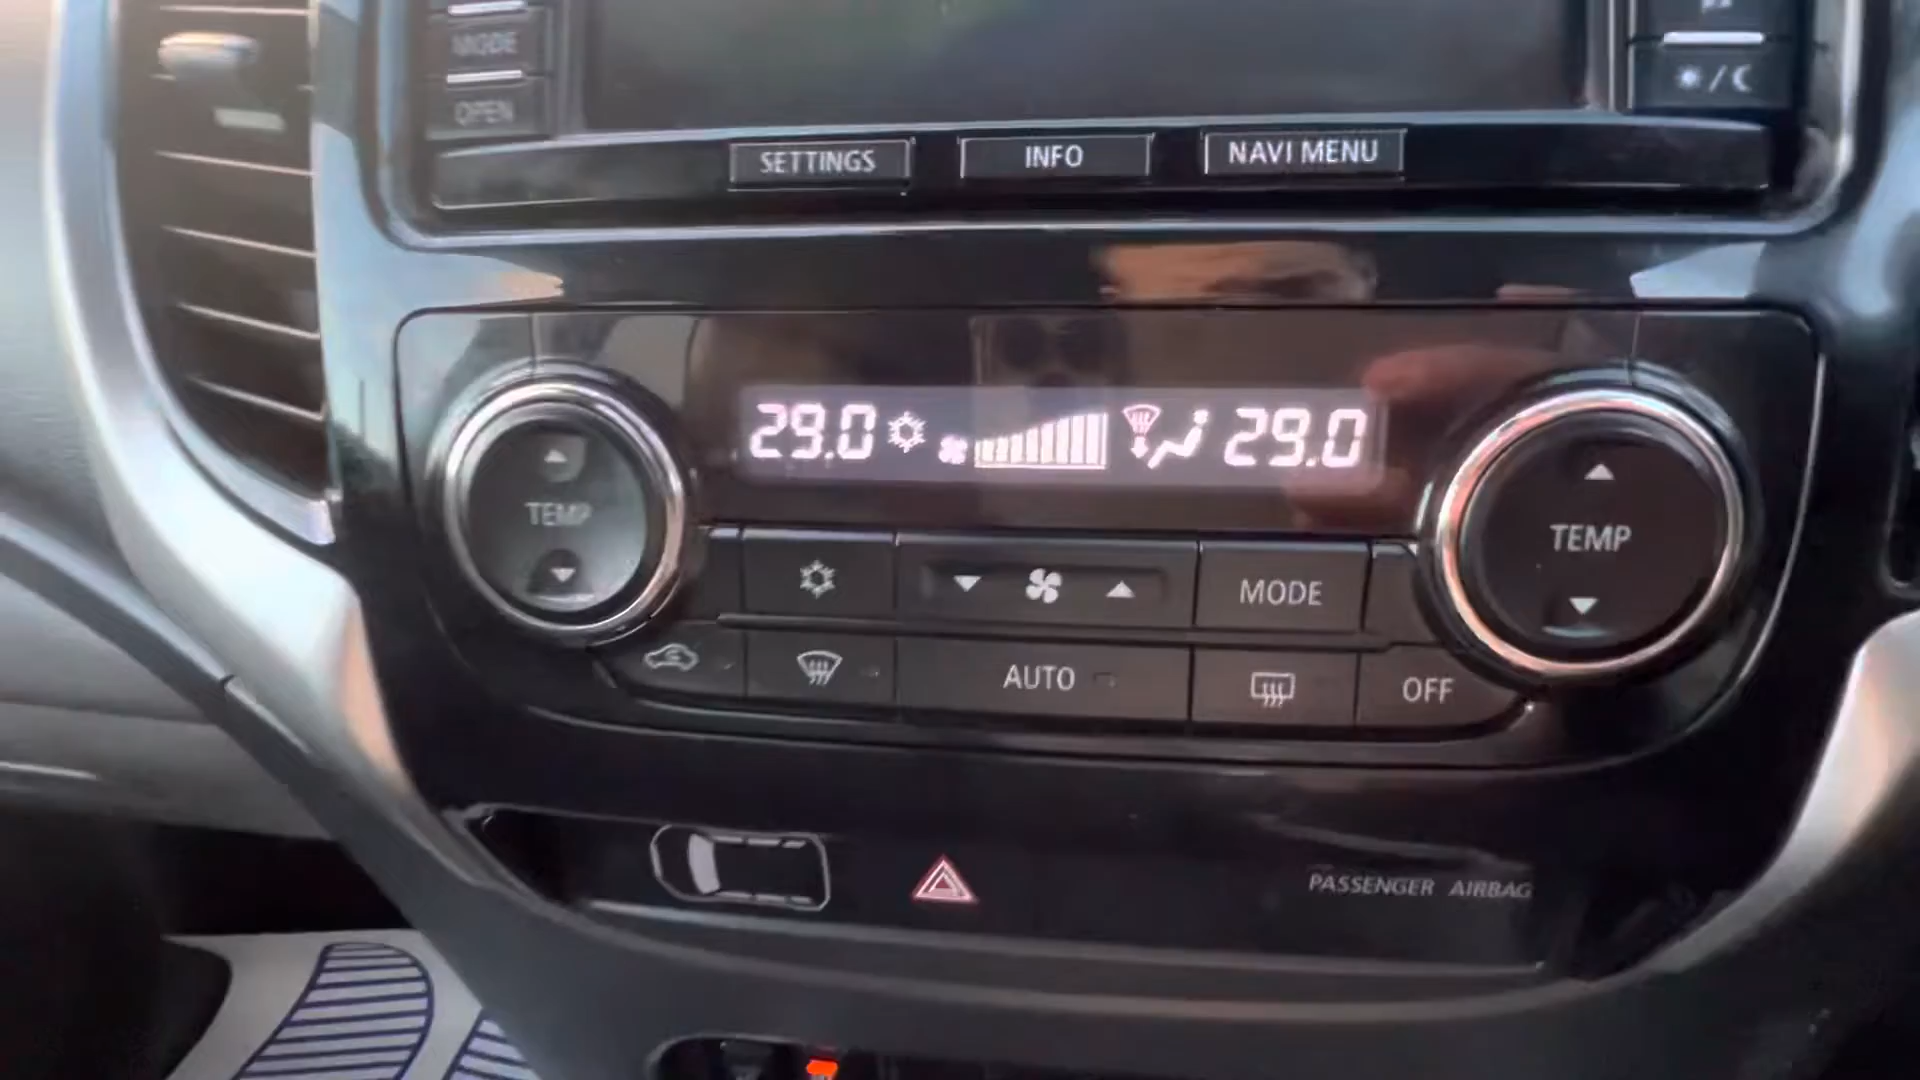 MODE
OPEN
SETTINGS INFO NAVI MENU
29.0 29.0
TEMP
TEMP
MODE
AUTO
OFF
PASSENGER AIRBAG